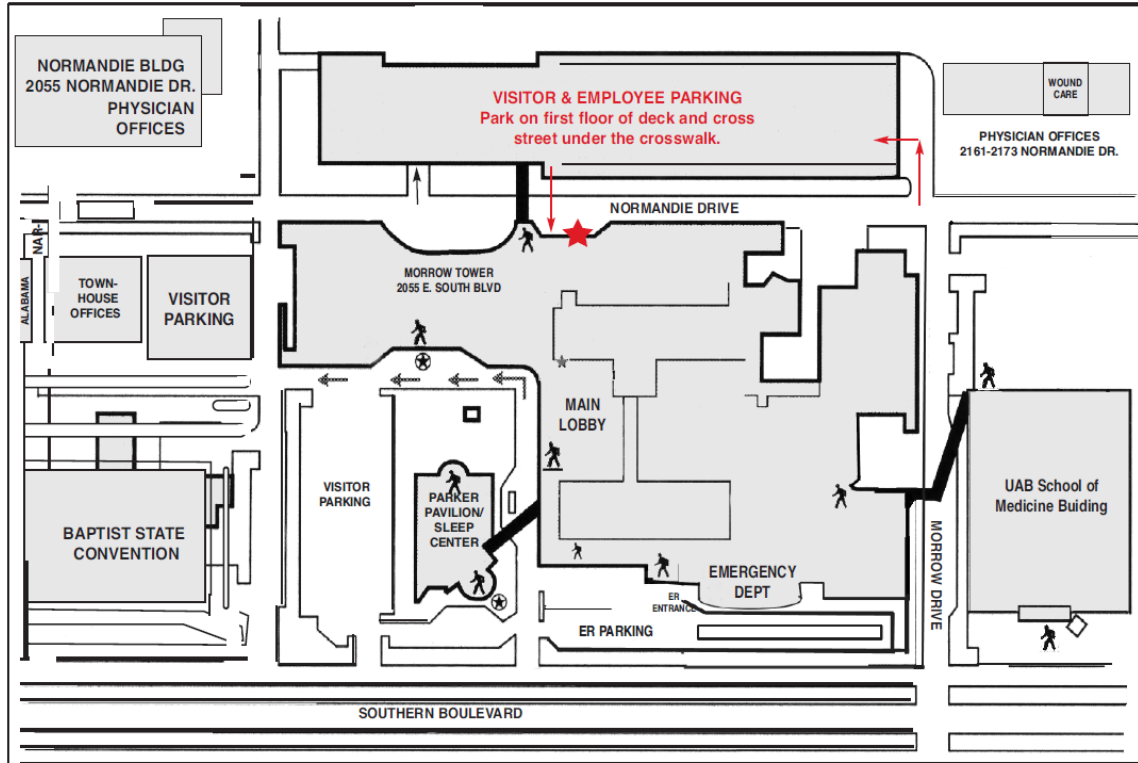 NORMANDIE BLDG
2055 NORMANDIE DR.
PHYSICIAN
OFFICES
VISITOR & EMPLOYEE PARKING
Park on first floor of deck and cross
street under the crosswalk.
WOUND
CARE
PHYSICIAN OFFICES
2161-2173 NORMANDIE DR.
NORMANDIE DRIVE
NAR-
ALABAMA
TOWN-
HOUSE
OFFICES
VISITOR
PARKING
MORROW TOWER
2055 E. SOUTH BLVD
MAIN
LOBBY
VISITOR
PARKING
PARKER
PAVILION/
SLEEP
CENTER
BAPTIST STATE
CONVENTION
UAB School of
Medicine Buiding
MORROW DRIVE
EMERGENCY
DEPT
ER
ENTRANCE
ER PARKING
SOUTHERN BOULEVARD